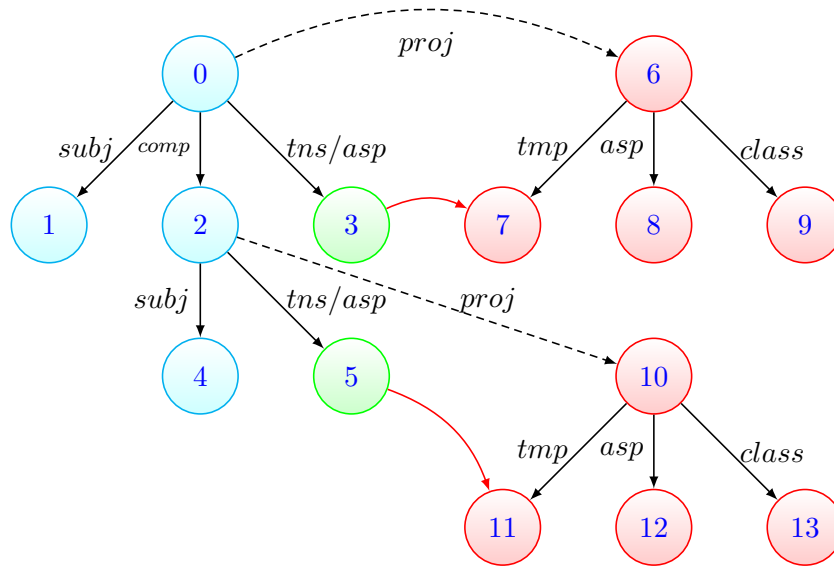 proj
0 6
subj comp tns/asp tmp asp class
1 2 3 7 8 9
subj tns/asp proj
4 5 10
tmp asp class
11 12 13